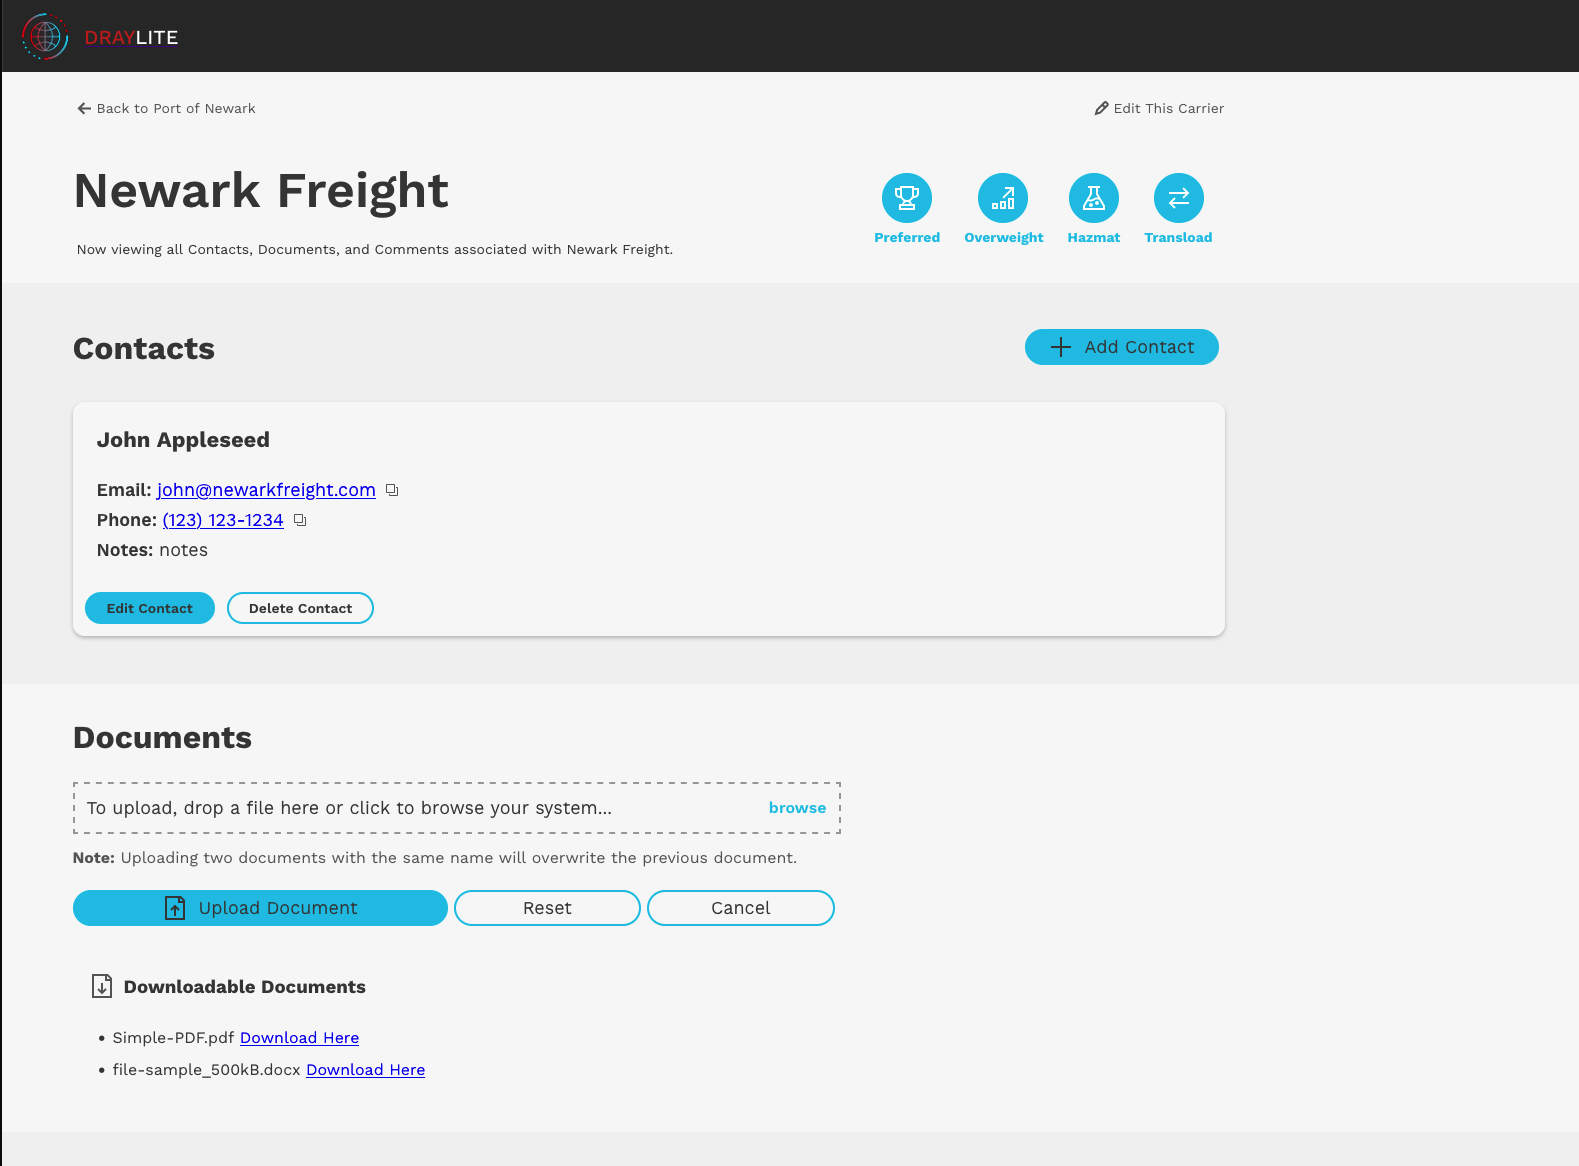 DRAYLITE
Back to Port of Newark
Edit This Carrier
Newark Freight
Preferred
Overweight
Hazmat
Transload
Now viewing all Contacts, Documents, and Comments associated with Newark Freight.
Contacts
Add Contact
John Appleseed
Email: john@newarkfreight.com
Phone: (123) 123-1234
Notes: notes
Edit Contact
Delete Contact
Documents
To upload, drop a file here or click to browse your system...
browse
Note: Uploading two documents with the same name will overwrite the previous document.
Upload Document
Reset
Cancel
Downloadable Documents
• Simple-PDF.pdf Download Here
• file-sample_500kB.docx Download Here